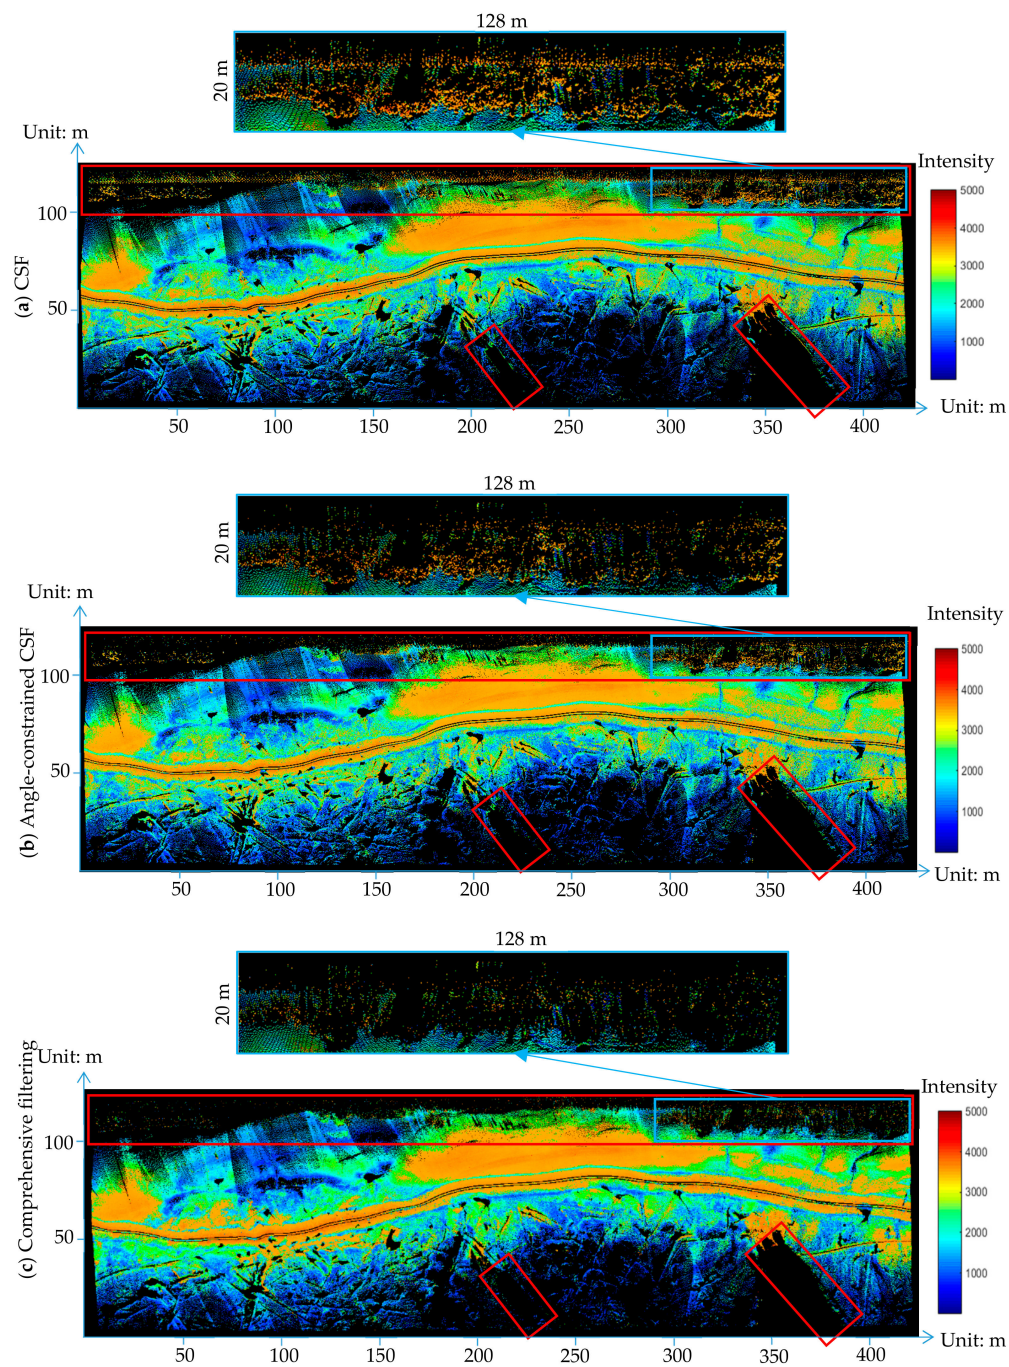 128 m
20 m
Unit: m
Intensity
5000
4000
3000
2000
1000
100
50
(a) CSF
50 100 150 200 250 300 350 400
Unit: m
128 m
20 m
Unit: m
Intensity
5000
4000
3000
2000
1000
100
50
(b) Angle-constrained CSF
50 100 150 200 250 300 350 400
Unit: m
128 m
20 m
Unit: m
Intensity
5000
4000
3000
2000
1000
100
50
(c) Comprehensive filtering
50 100 150 200 250 300 350 400
Unit: m